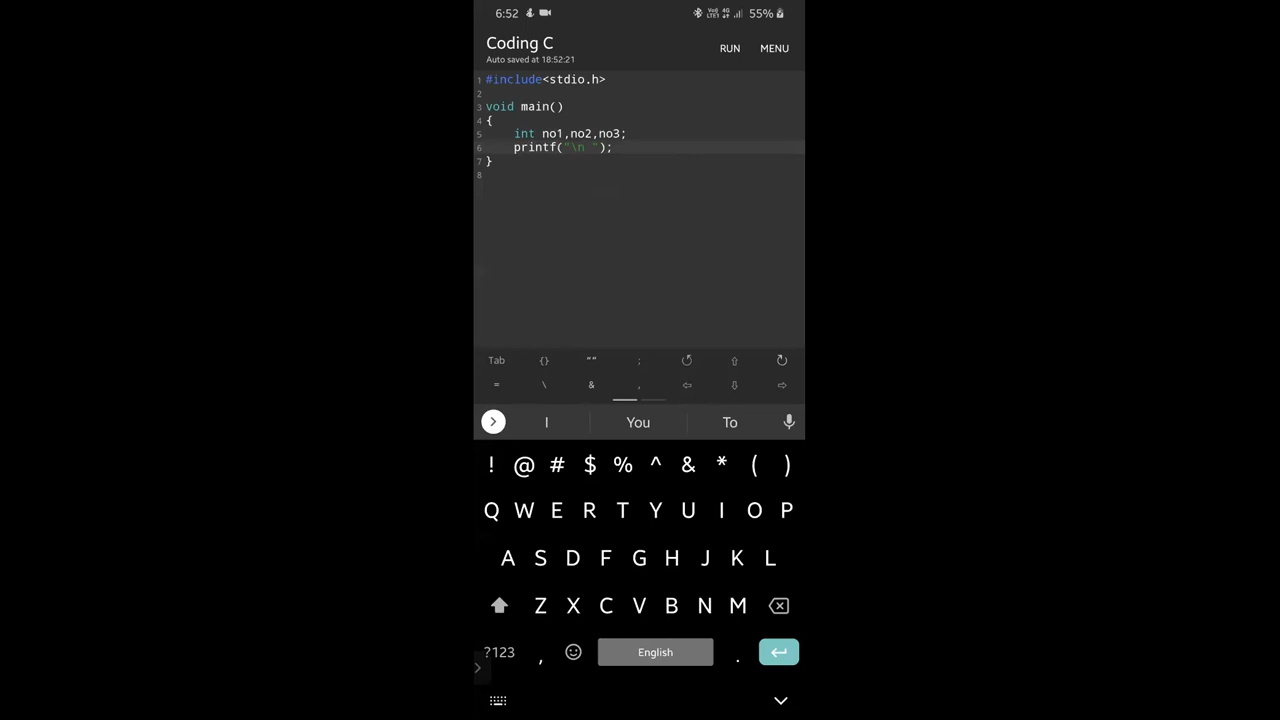 6:52 55%
Coding C RUN MENU
Auto saved at 18:52:21
1 #include<stdio.h>
2
3 void main()
4 {
5 int no1,no2,no3;
6 printf("\n ");
7 }
8
Tab {} "" ; 
= \ & ,
I You To
! @ # $ % ^ & * ( )
Q W E R T Y U I O P
A S D F G H J K L
Z X C V B N M
?123 , English .